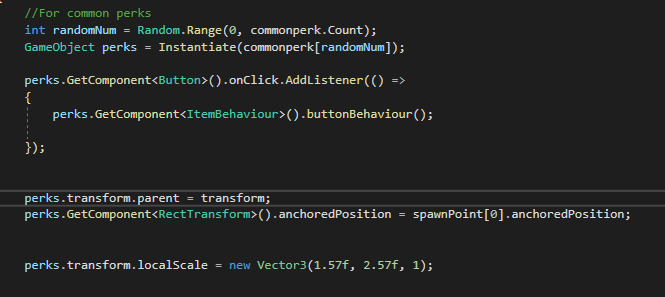 //For common perks
int randomNum = Random.Range(0, commonperk.Count);
GameObject perks = Instantiate(commonperk[randomNum]);
perks.GetComponent<Button>().onClick.AddListener(() =>
{
perks.GetComponent<ItemBehaviour>().buttonBehaviour();
});
perks.transform.parent = transform;
perks.GetComponent<RectTransform>().anchoredPosition = spawnPoint[0].anchoredPosition;
perks.transform.localScale = new Vector3(1.57f, 2.57f, 1);